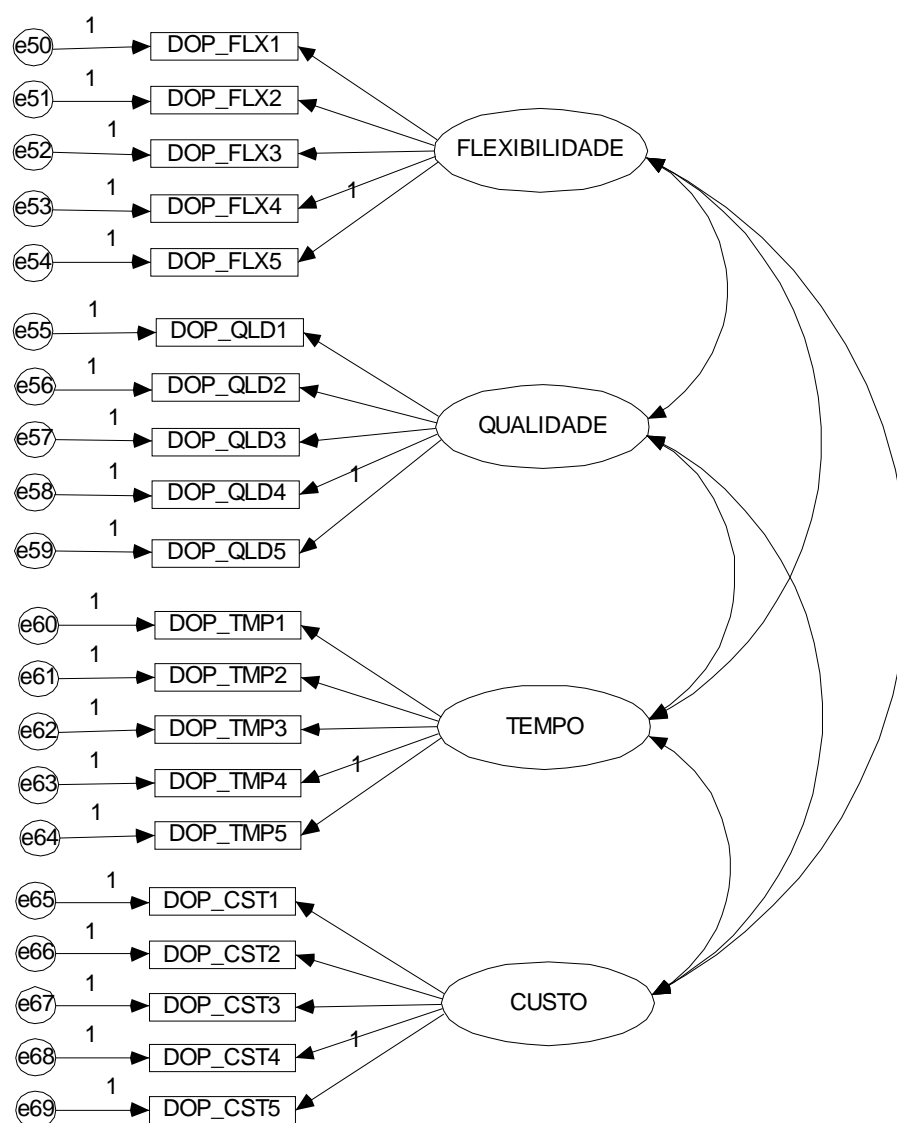 1
e50 DOP_FLX1
1
e51 DOP_FLX2
1
e52 DOP_FLX3
FLEXIBILIDADE
1
e53 DOP_FLX4
1
1
e54 DOP_FLX5
1
e55 DOP_QLD1
1
e56 DOP_QLD2
1
e57 DOP_QLD3
QUALIDADE
1
e58 DOP_QLD4
1
1
e59 DOP_QLD5
1
e60 DOP_TMP1
1
e61 DOP_TMP2
1
e62 DOP_TMP3
TEMPO
1
e63 DOP_TMP4
1
1
e64 DOP_TMP5
1
e65 DOP_CST1
1
e66 DOP_CST2
1
e67 DOP_CST3
CUSTO
1
e68 DOP_CST4
1
1
e69 DOP_CST5